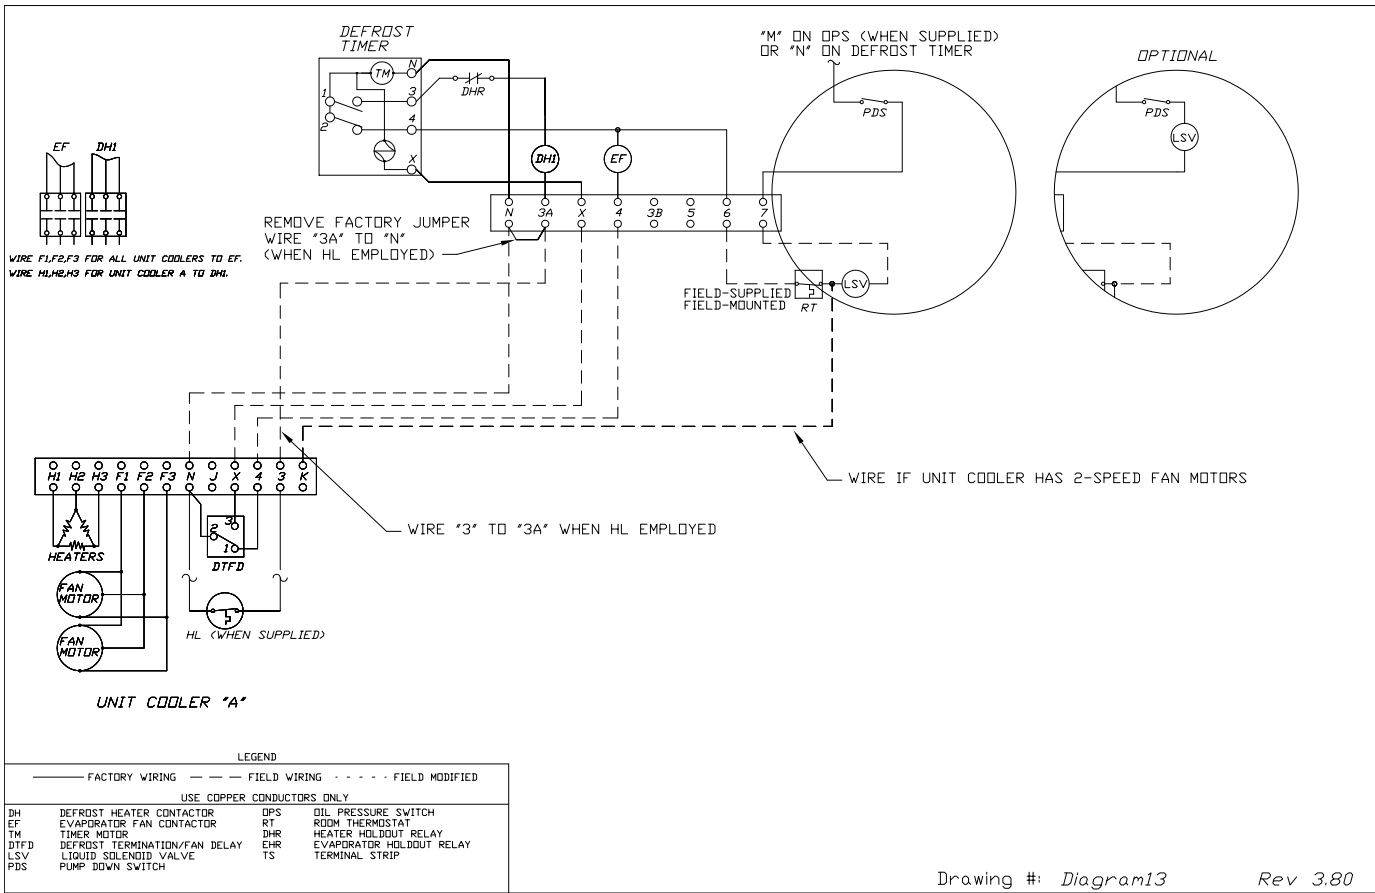 DEFROST
TIMER
"M" ON OPS (WHEN SUPPLIED)
OR "N" ON DEFROST TIMER
OPTIONAL
TM
N
1
3
DHR
2
4
X
PDS
PDS
LSV
EF
DH1
DH1
EF
N
3A
X
4
3B
5
6
7
REMOVE FACTORY JUMPER
WIRE "3A" TO "N"
(WHEN HL EMPLOYED)
WIRE F1,F2,F3 FOR ALL UNIT COOLERS TO EF.
WIRE H1,H2,H3 FOR UNIT COOLER A TO DH1.
FIELD-SUPPLIED
FIELD-MOUNTED
RT
LSV
H1
H2
H3
F1
F2
F3
N
J
X
4
3
K
WIRE IF UNIT COOLER HAS 2-SPEED FAN MOTORS
WIRE "3" TO "3A" WHEN HL EMPLOYED
HEATERS
2
3
1
DTFD
FAN
MOTOR
HL (WHEN SUPPLIED)
FAN
MOTOR
UNIT COOLER "A"
LEGEND
FACTORY WIRING
FIELD WIRING
FIELD MODIFIED
USE COPPER CONDUCTORS ONLY
DH DEFROST HEATER CONTACTOR
EF EVAPORATOR FAN CONTACTOR
TM TIMER MOTOR
DTFD DEFROST TERMINATION/FAN DELAY
LSV LIQUID SOLENOID VALVE
PDS PUMP DOWN SWITCH
OPS OIL PRESSURE SWITCH
RT ROOM THERMOSTAT
DHR HEATER HOLDOUT RELAY
EHR EVAPORATOR HOLDOUT RELAY
TS TERMINAL STRIP
Drawing #: Diagram13
Rev 3.80